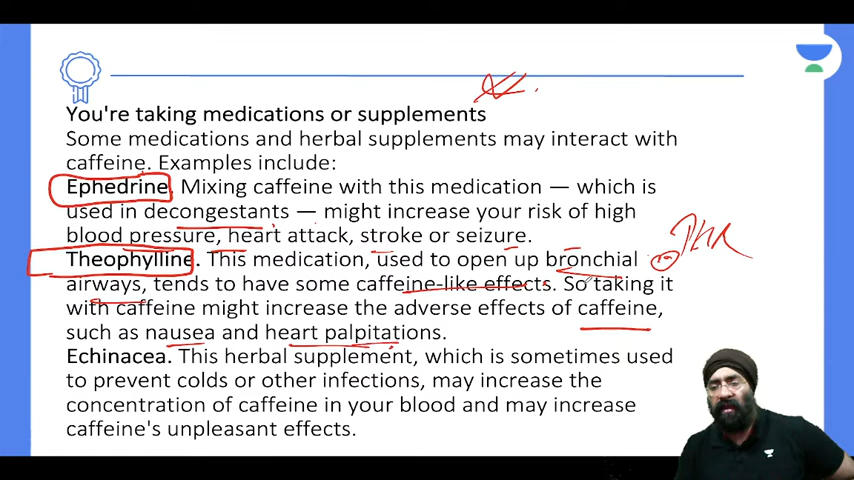 You're taking medications or supplements
Some medications and herbal supplements may interact with
caffeine. Examples include:
Ephedrine. Mixing caffeine with this medication — which is
used in decongestants — might increase your risk of high
blood pressure, heart attack, stroke or seizure.
Theophylline. This medication, used to open up bronchial
airways, tends to have some caffeine-like effects. So taking it
with caffeine might increase the adverse effects of caffeine,
such as nausea and heart palpitations.
Echinacea. This herbal supplement, which is sometimes used
to prevent colds or other infections, may increase the
concentration of caffeine in your blood and may increase
caffeine's unpleasant effects.